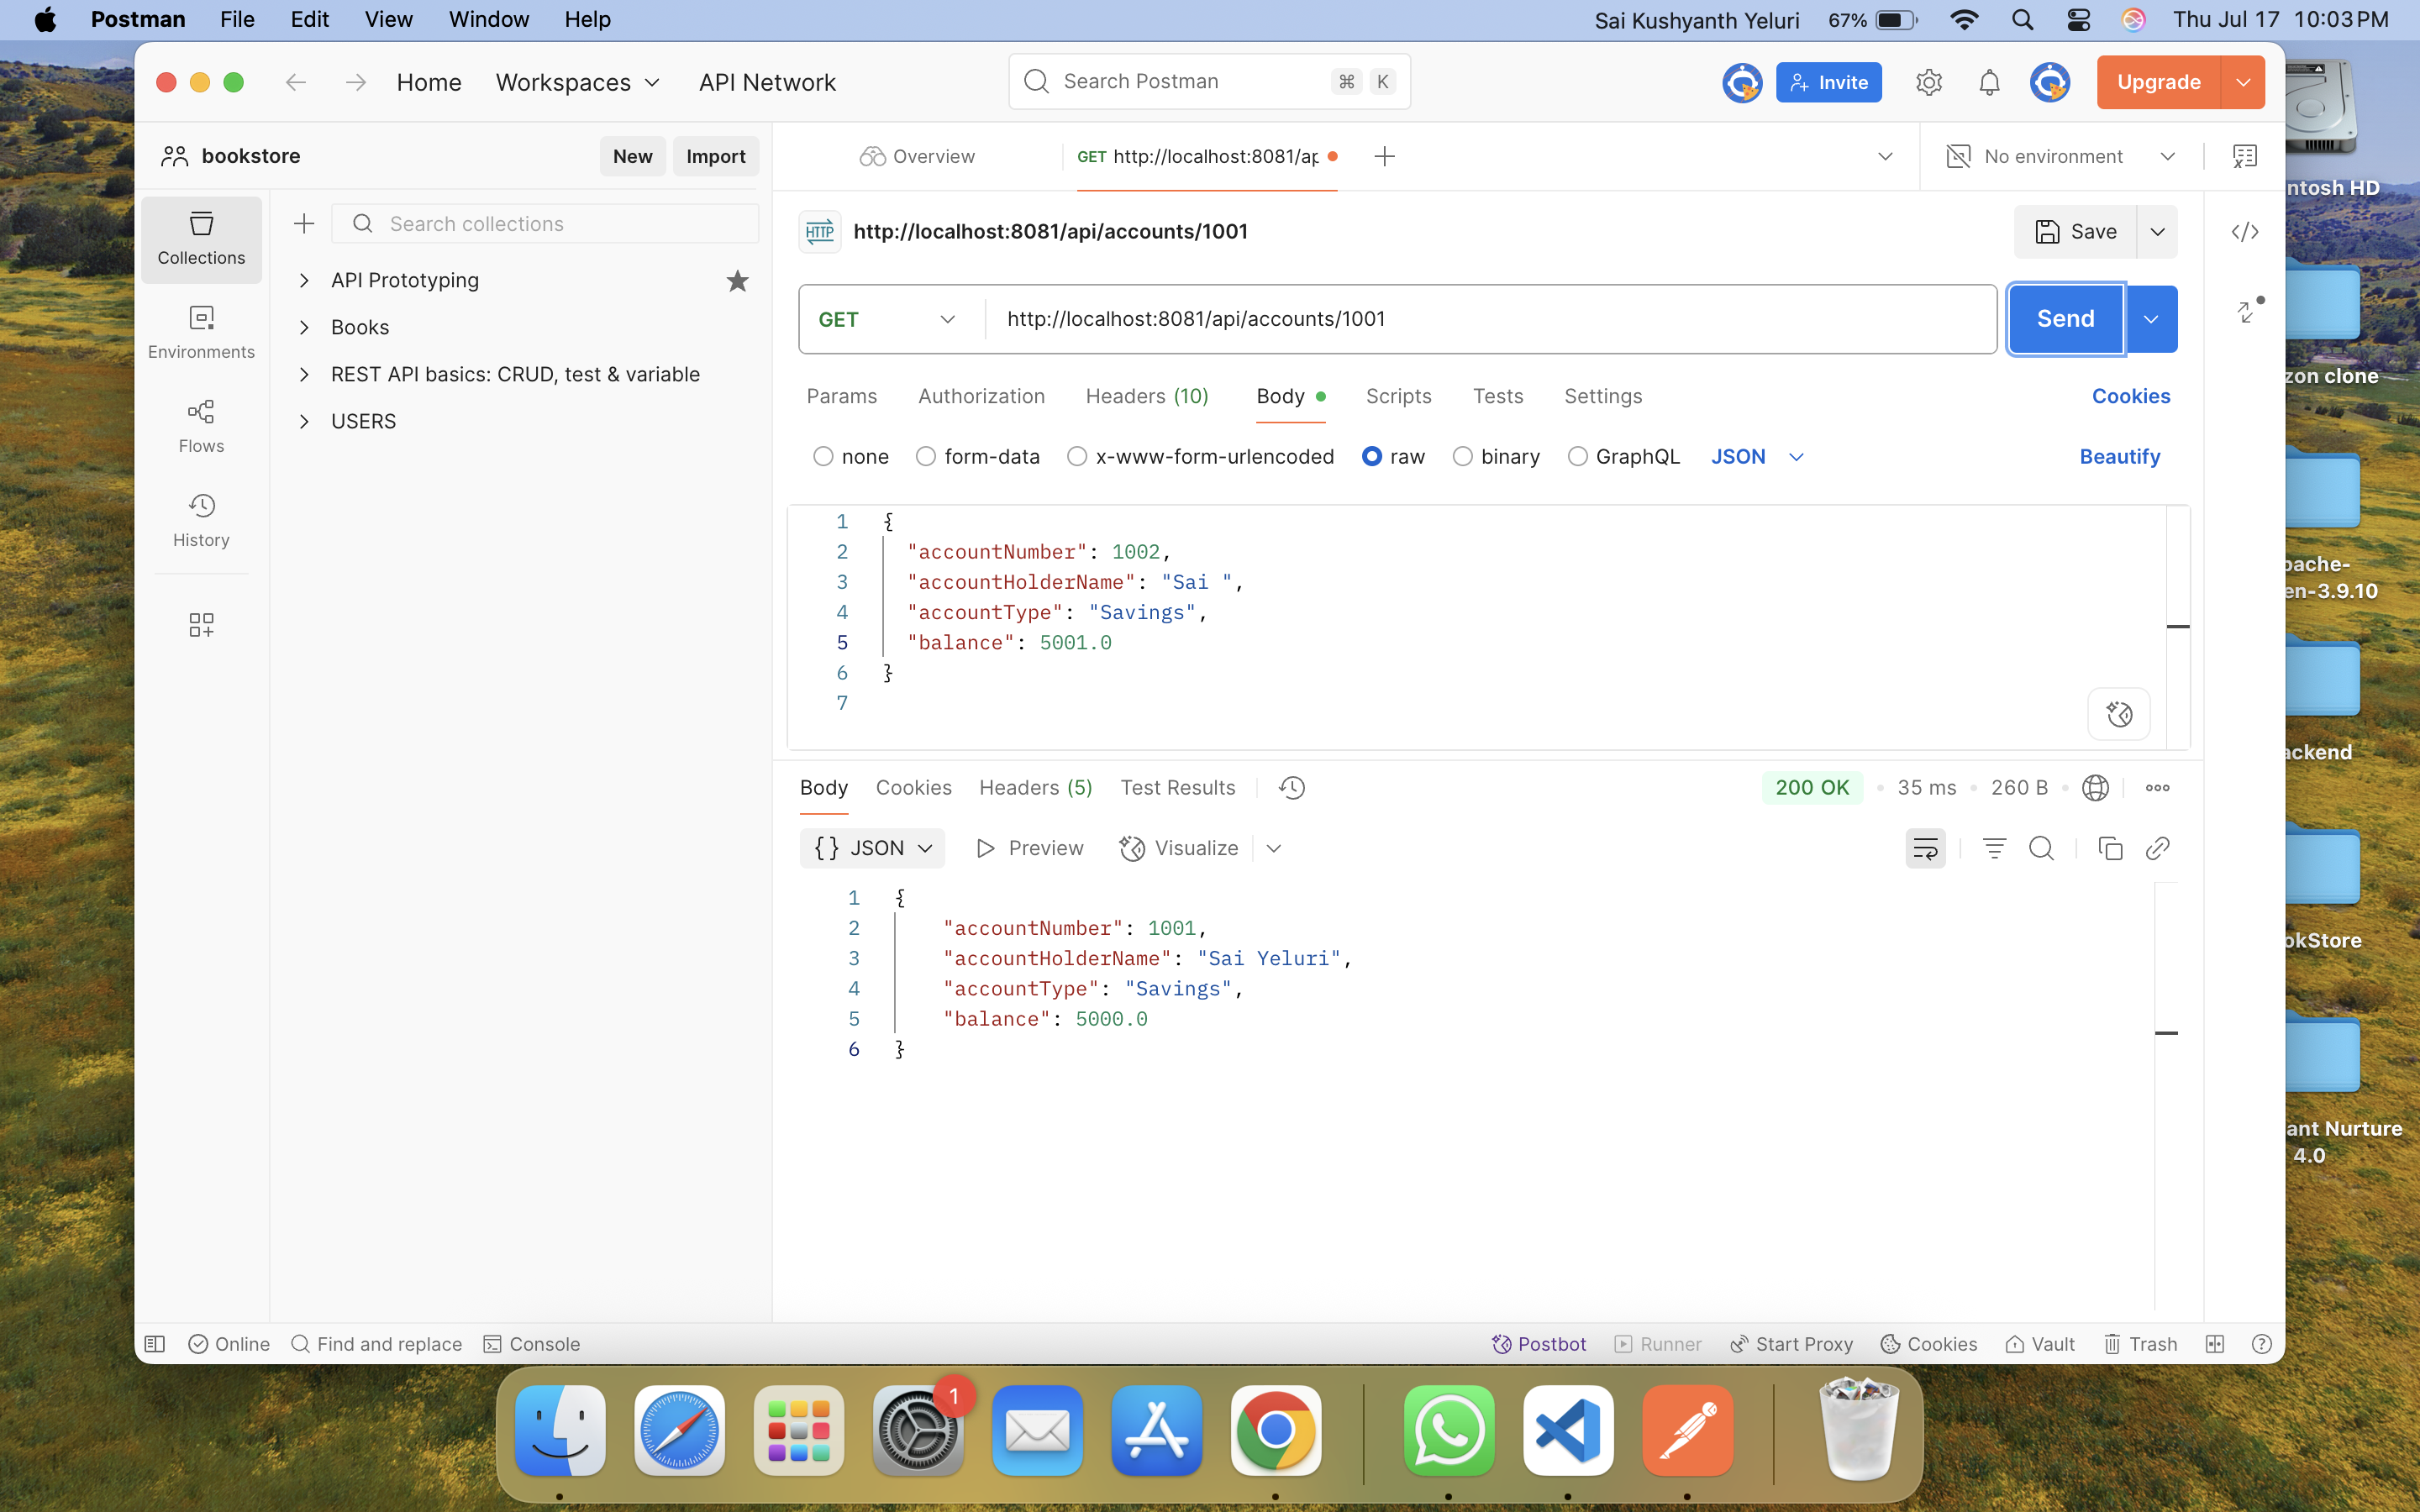 Postman File Edit View Window Help Sai Kushyanth Yeluri 67% Thu Jul 17 10:03 PM
Home Workspaces API Network Search Postman ⌘ K Invite Upgrade
bookstore New Import Overview GET http://localhost:8081/ap No environment
Collections
Environments
Flows
History
Search collections
API Prototyping
Books
REST API basics: CRUD, test & variable
USERS
HTTP http://localhost:8081/api/accounts/1001 Save
GET http://localhost:8081/api/accounts/1001 Send
Params Authorization Headers (10) Body Scripts Tests Settings Cookies
none form-data x-www-form-urlencoded raw binary GraphQL JSON Beautify
1 {
2 "accountNumber": 1002,
3 "accountHolderName": "Sai ",
4 "accountType": "Savings",
5 "balance": 5001.0
6 }
7
Body Cookies Headers (5) Test Results 200 OK • 35 ms • 260 B
{} JSON Preview Visualize
1 {
2 "accountNumber": 1001,
3 "accountHolderName": "Sai Yeluri",
4 "accountType": "Savings",
5 "balance": 5000.0
6 }
Online Find and replace Console Postbot Runner Start Proxy Cookies Vault Trash
ntosh HD
zon clone
pache-
en-3.9.10
ackend
okStore
ant Nurture
4.0
1